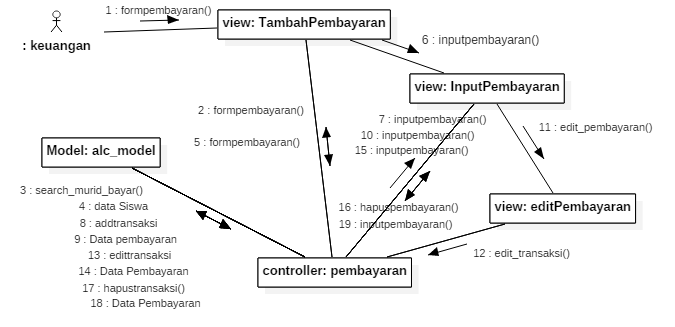 1 : formpembayaran()
view: TambahPembayaran
: keuangan
6 : inputpembayaran()
view: InputPembayaran
2 : formpembayaran()
7 : inputpembayaran()
10 : inputpembayaran()
15 : inputpembayaran()
11 : edit_pembayaran()
5 : formpembayaran()
Model: alc_model
3 : search_murid_bayar()
4 : data Siswa
8 : addtransaksi
9 : Data pembayaran
13 : edittransaksi
14 : Data Pembayaran
17 : hapustransaksi()
18 : Data Pembayaran
16 : hapuspembayaran()
19 : inputpembayaran()
view: editPembayaran
12 : edit_transaksi()
controller: pembayaran